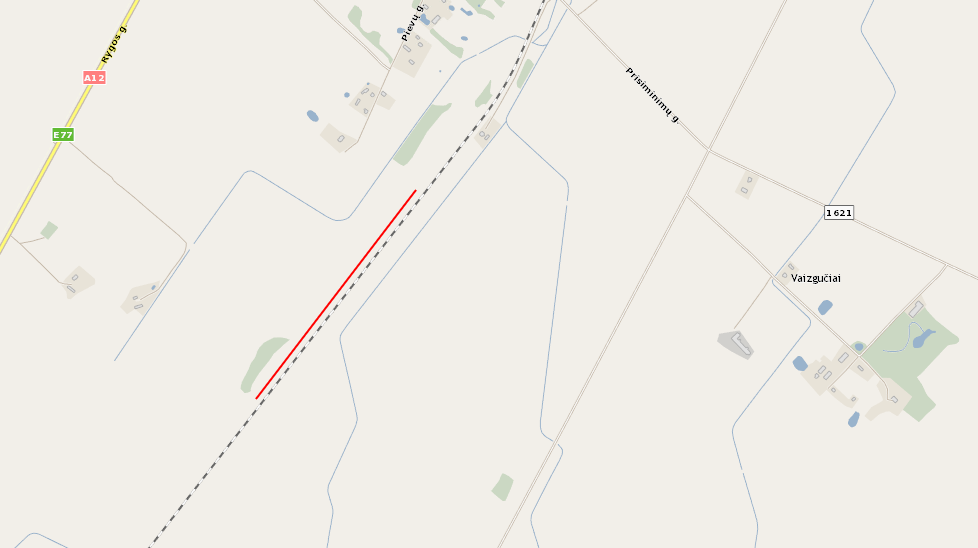 Rygos g.
Pievų g.
A12
Prisiminimų g.
E77
1621
Vaizgučiai